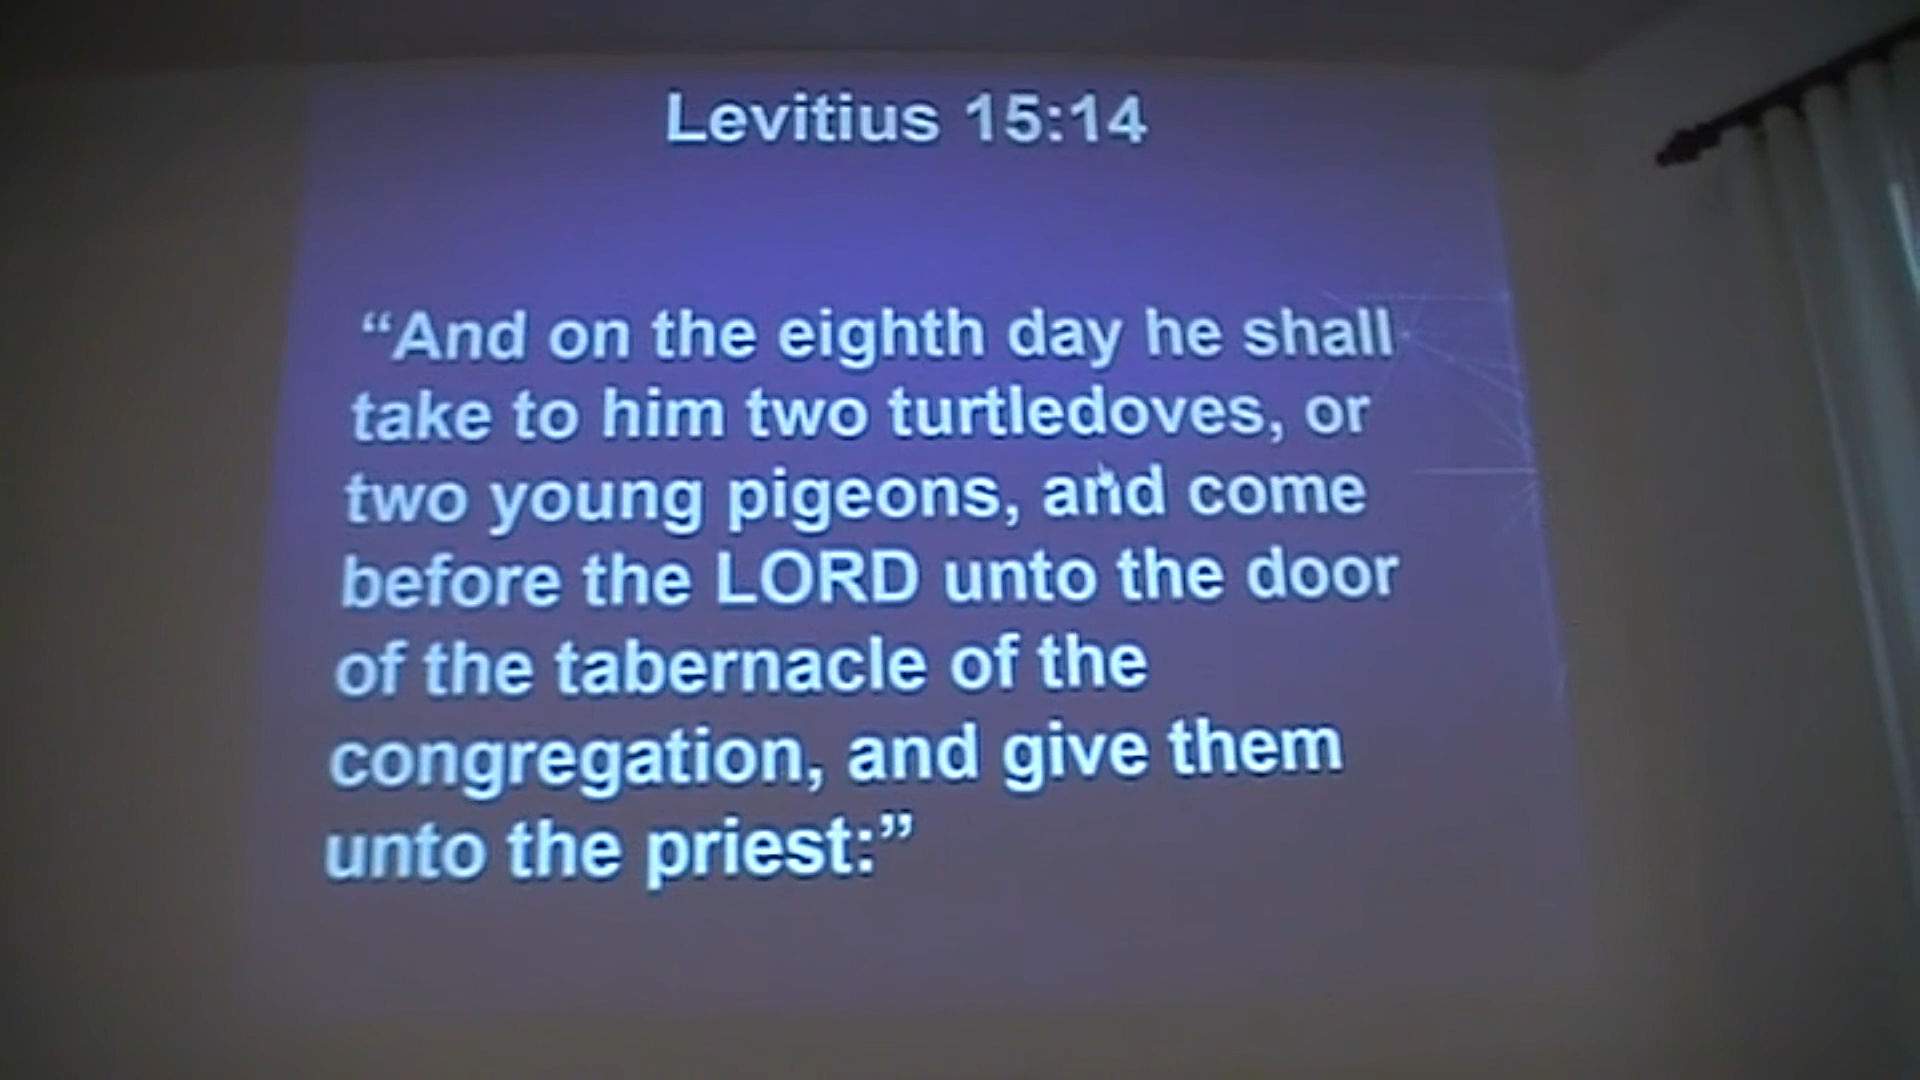 Levitius 15:14
“And on the eighth day he shall
take to him two turtledoves, or
two young pigeons, and come
before the LORD unto the door
of the tabernacle of the
congregation, and give them
unto the priest:”